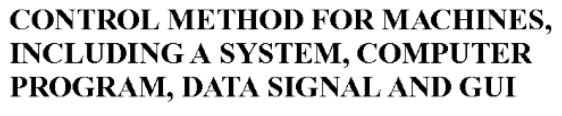 CONTROL METHOD FOR MACHINES,
INCLUDING A SYSTEM, COMPUTER
PROGRAM, DATA SIGNAL AND GUI